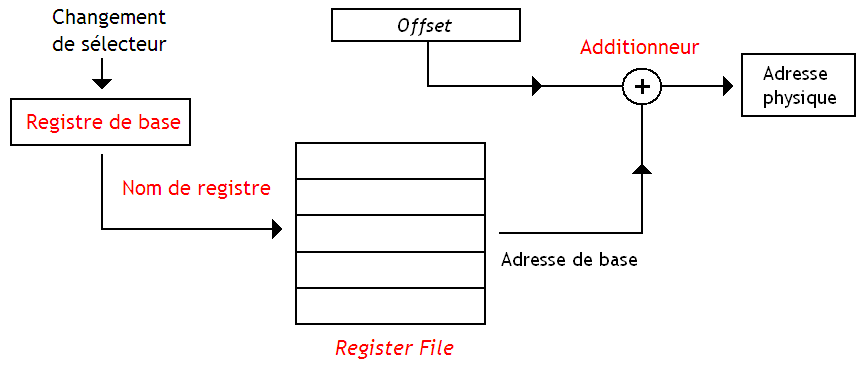 Changement
de sélecteur
Offset
Additionneur
Adresse
physique
Registre de base
Nom de registre
Adresse de base
Register File
+